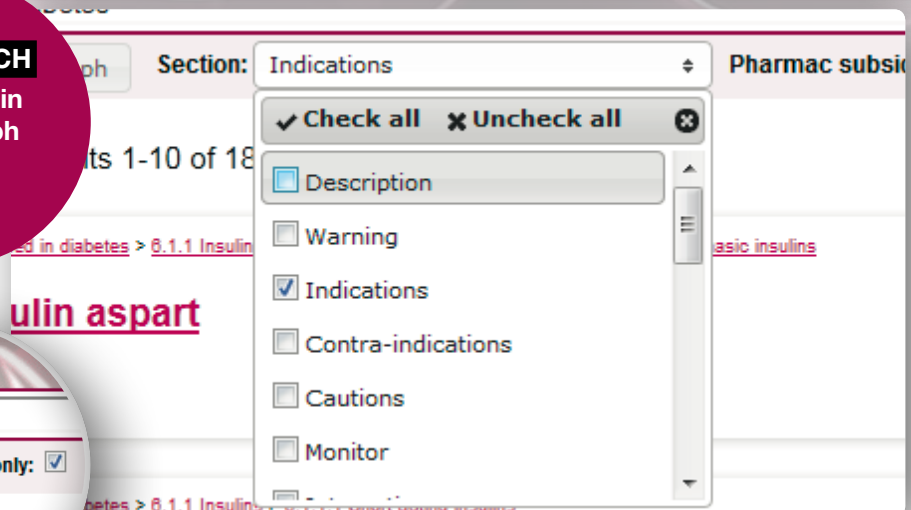 CH
in
ph
ph Section: Indications Pharmac subsi
Check all Uncheck all
ts 1-10 of 18
Description
Warning
ed in diabetes > 6.1.1 Insulin asic insulins
Indications
ulin aspart
Contra-indications
Cautions
only:
Monitor
betes > 6.1.1 Insulin